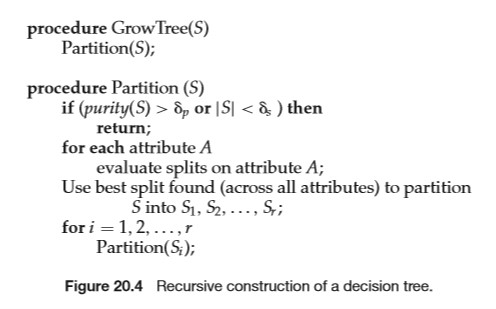 procedure GrowTree(S)
Partition(S);
procedure Partition (S)
if (purity(S) > δp or |S| < δs ) then
return;
for each attribute A
evaluate splits on attribute A;
Use best split found (across all attributes) to partition
S into S1, S2, . . . , Sr;
for i = 1, 2, . . . , r
Partition(Si);
Figure 20.4 Recursive construction of a decision tree.